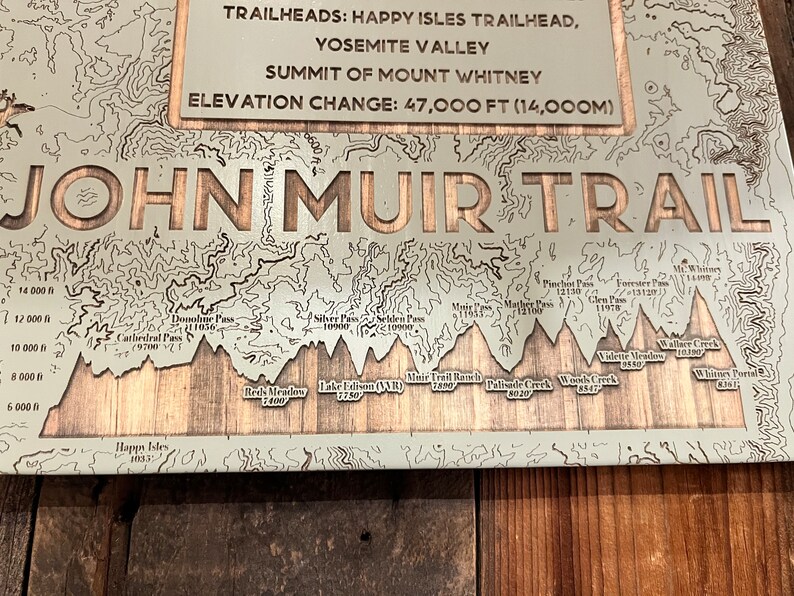 TRAILHEADS: HAPPY ISLES TRAILHEAD,
YOSEMITE VALLEY
SUMMIT OF MOUNT WHITNEY
ELEVATION CHANGE: 47,000 FT (14,000M)
8600 ft
JOHN MUIR TRAIL
14 000 ft
12 000 ft
10 000 ft
8 000 ft
6 000 ft
Happy Isles
4035'
Cathedral Pass
9700'
Donohue Pass
11056'
Reds Meadow
7400'
Silver Pass
10900'
Lake Edison (VVR)
7750'
Selden Pass
10900'
Muir Trail Ranch
7890'
Muir Pass
11955'
Palisade Creek
8020'
Mather Pass
12100'
Pinchot Pass
12130'
Woods Creek
8547'
Glen Pass
11978'
Vidette Meadow
9550'
Forester Pass
13120'
Wallace Creek
10390'
Mt. Whitney
14498'
Whitney Portal
8361'